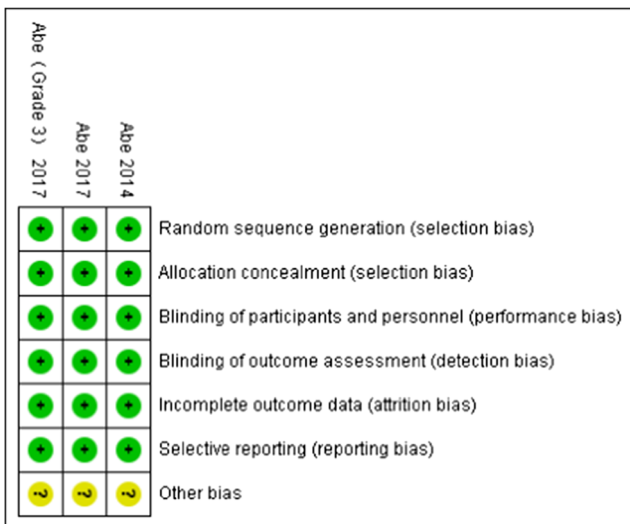 Abe (Grade 3) 2017
Abe 2017
Abe 2014
+ + + Random sequence generation (selection bias)
+ + + Allocation concealment (selection bias)
+ + + Blinding of participants and personnel (performance bias)
+ + + Blinding of outcome assessment (detection bias)
+ + + Incomplete outcome data (attrition bias)
+ + + Selective reporting (reporting bias)
? ? ? Other bias